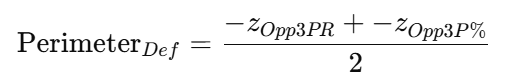 Perimeter_{Def} = \frac{-z_{Opp3PR} + -z_{Opp3P\%}}{2}